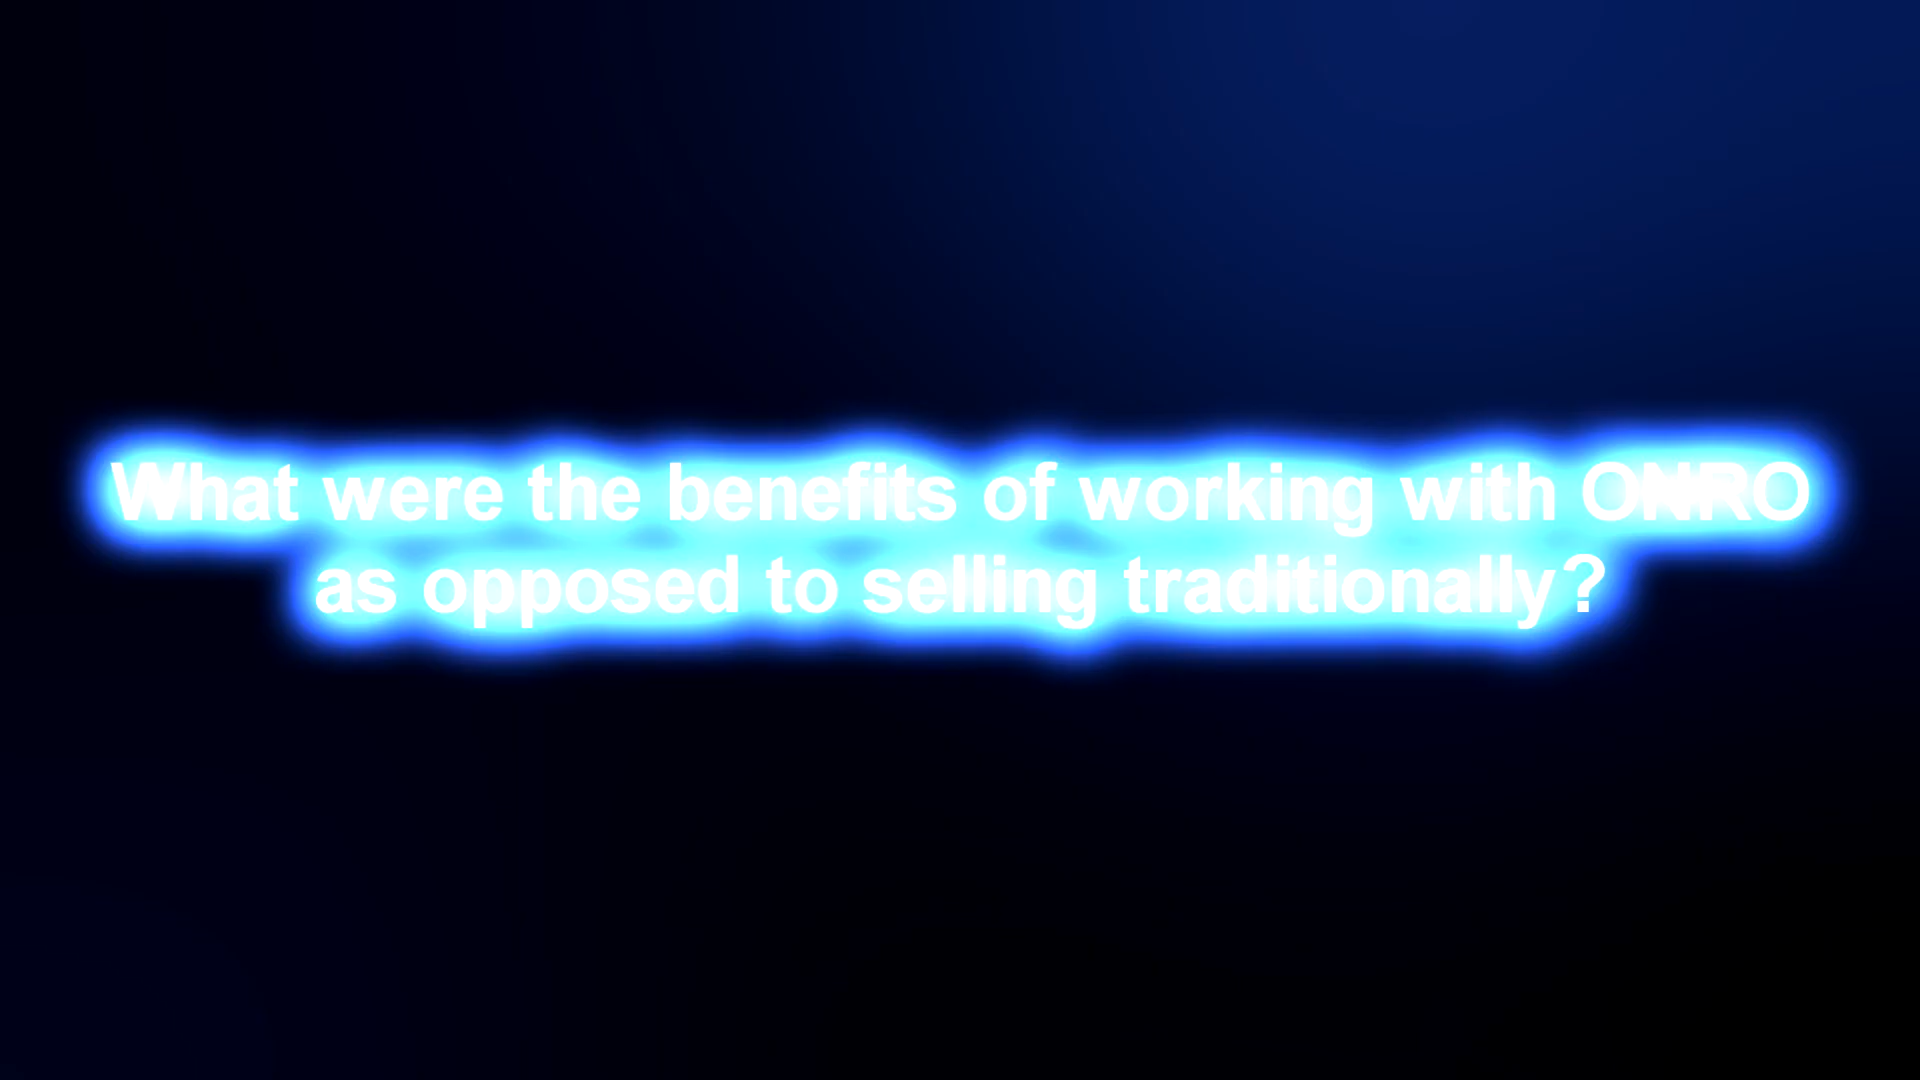 What were the benefits of working with ONRO
as opposed to selling traditionally?